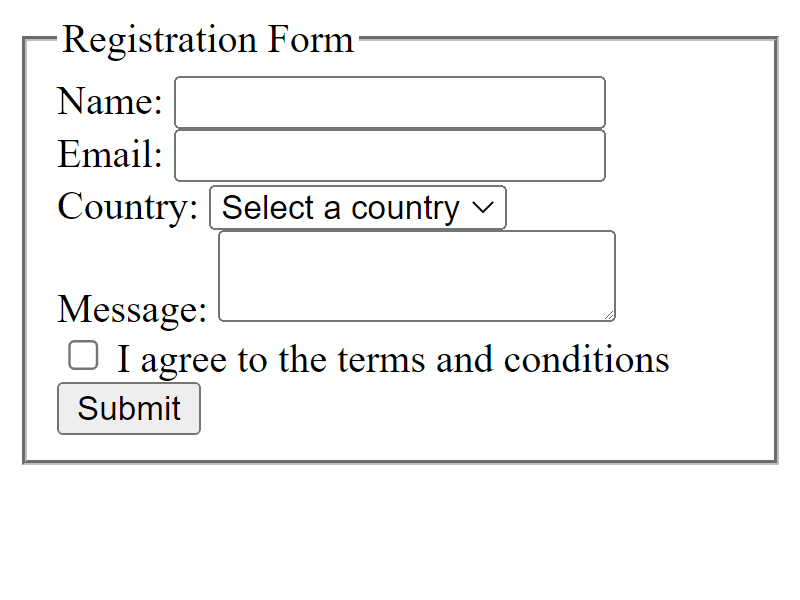 Registration Form
Name:
Email:
Country: Select a country
Message:
I agree to the terms and conditions
Submit